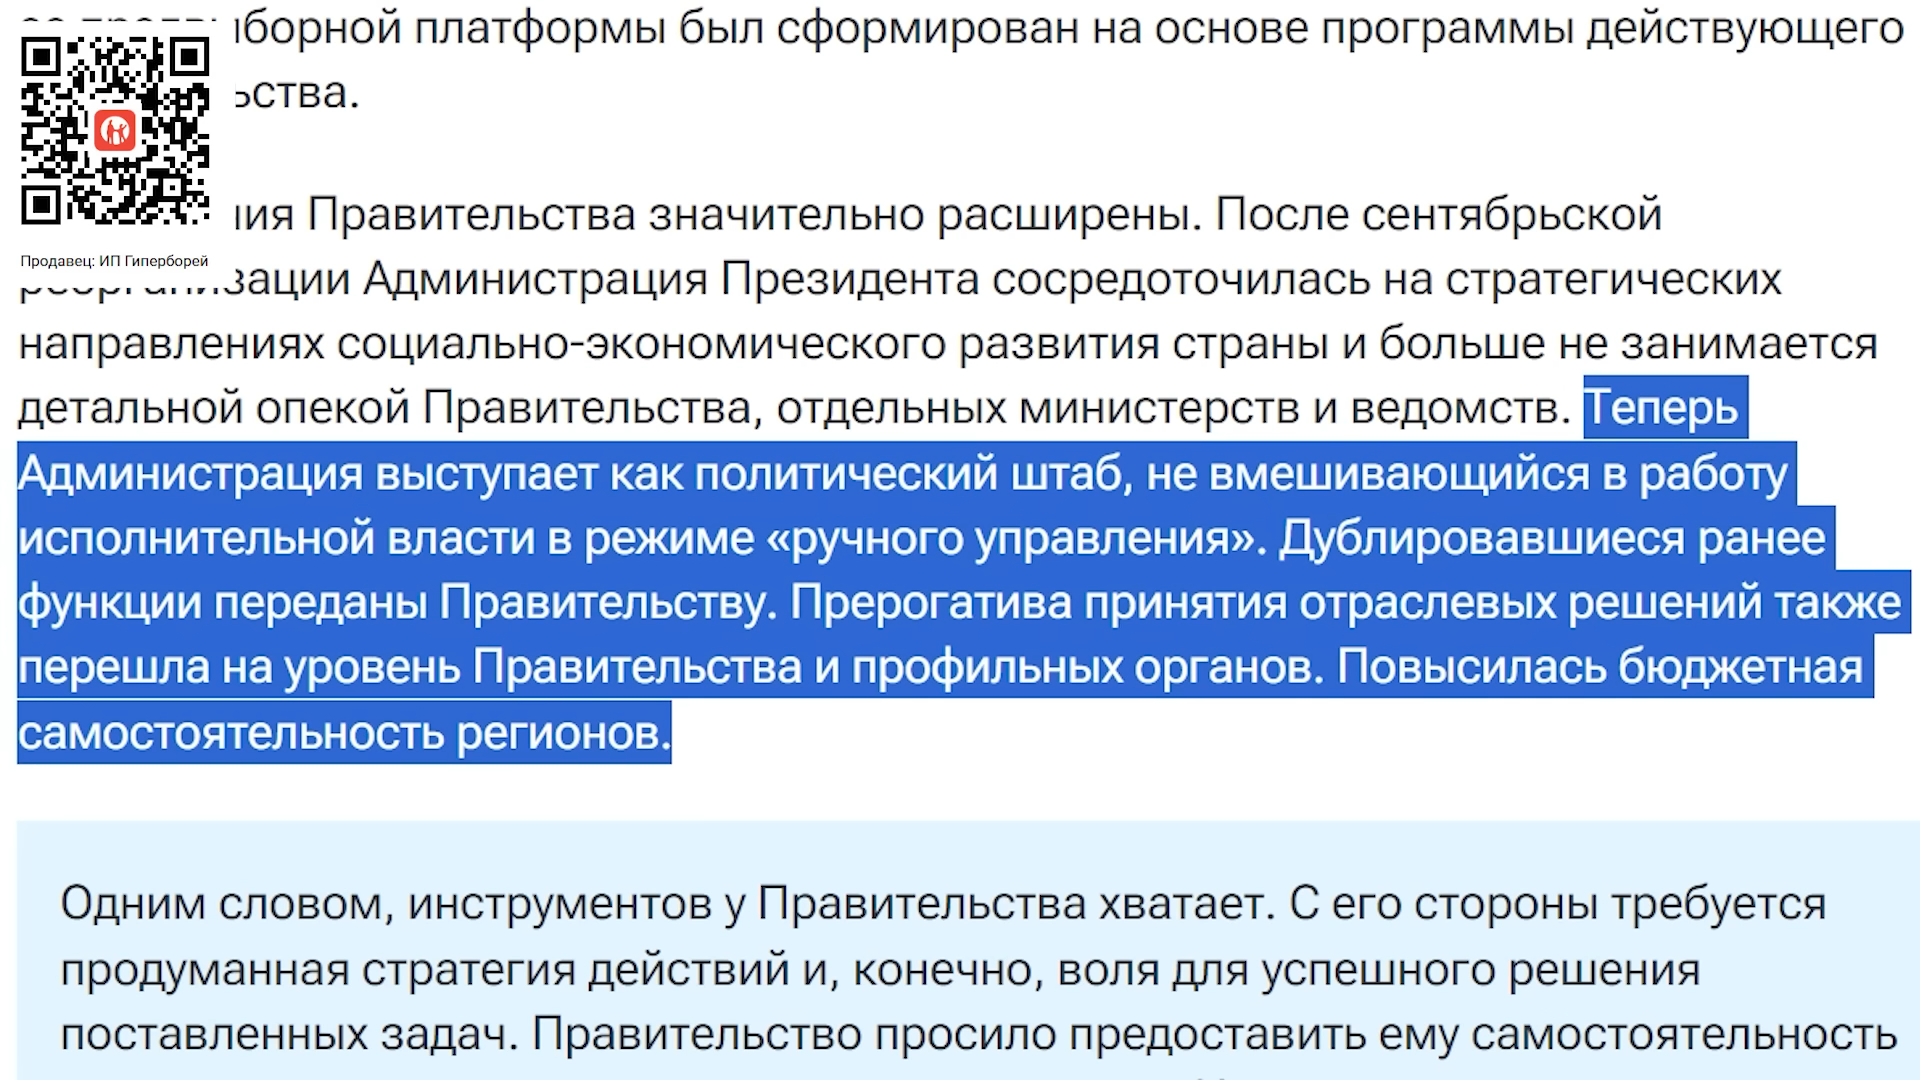 борной платформы был сформирован на основе программы действующего
ьства.
ия Правительства значительно расширены. После сентябрьской
Продавец: ИП Гиперборей
зации Администрация Президента сосредоточилась на стратегических
направлениях социально-экономического развития страны и больше не занимается
детальной опекой Правительства, отдельных министерств и ведомств. Теперь
Администрация выступает как политический штаб, не вмешивающийся в работу
исполнительной власти в режиме «ручного управления». Дублировавшиеся ранее
функции переданы Правительству. Прерогатива принятия отраслевых решений также
перешла на уровень Правительства и профильных органов. Повысилась бюджетная
самостоятельность регионов.
Одним словом, инструментов у Правительства хватает. С его стороны требуется
продуманная стратегия действий и, конечно, воля для успешного решения
поставленных задач. Правительство просило предоставить ему самостоятельность